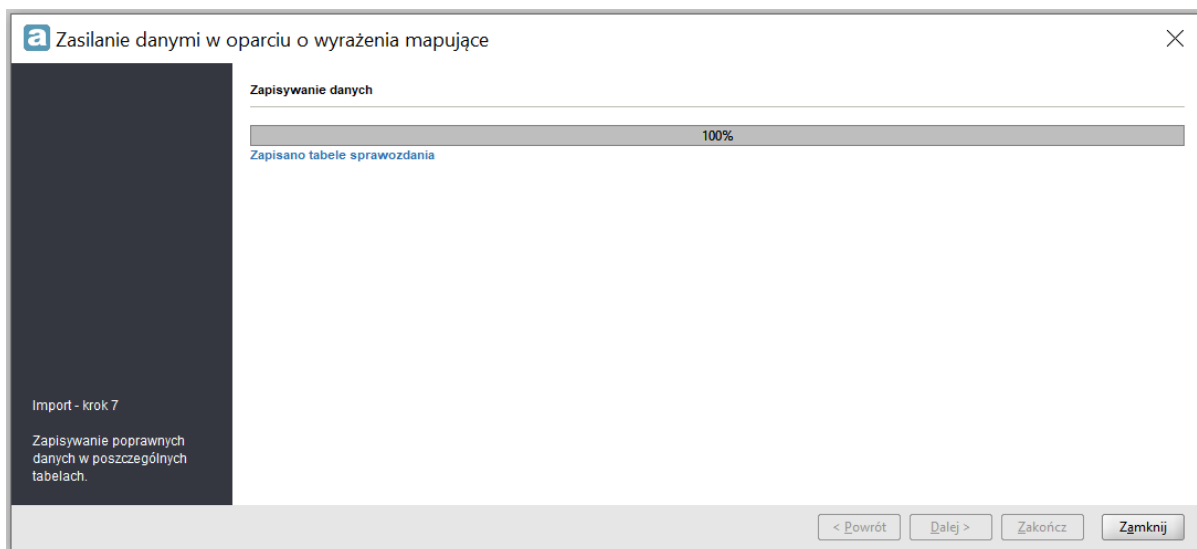 a Zasilanie danymi w oparciu o wyrażenia mapujące
Zapisywanie danych
100%
Zapisano tabele sprawozdania
Import - krok 7
Zapisywanie poprawnych
danych w poszczególnych
tabelach.
< Powrót Dalej > Zakończ Zamknij